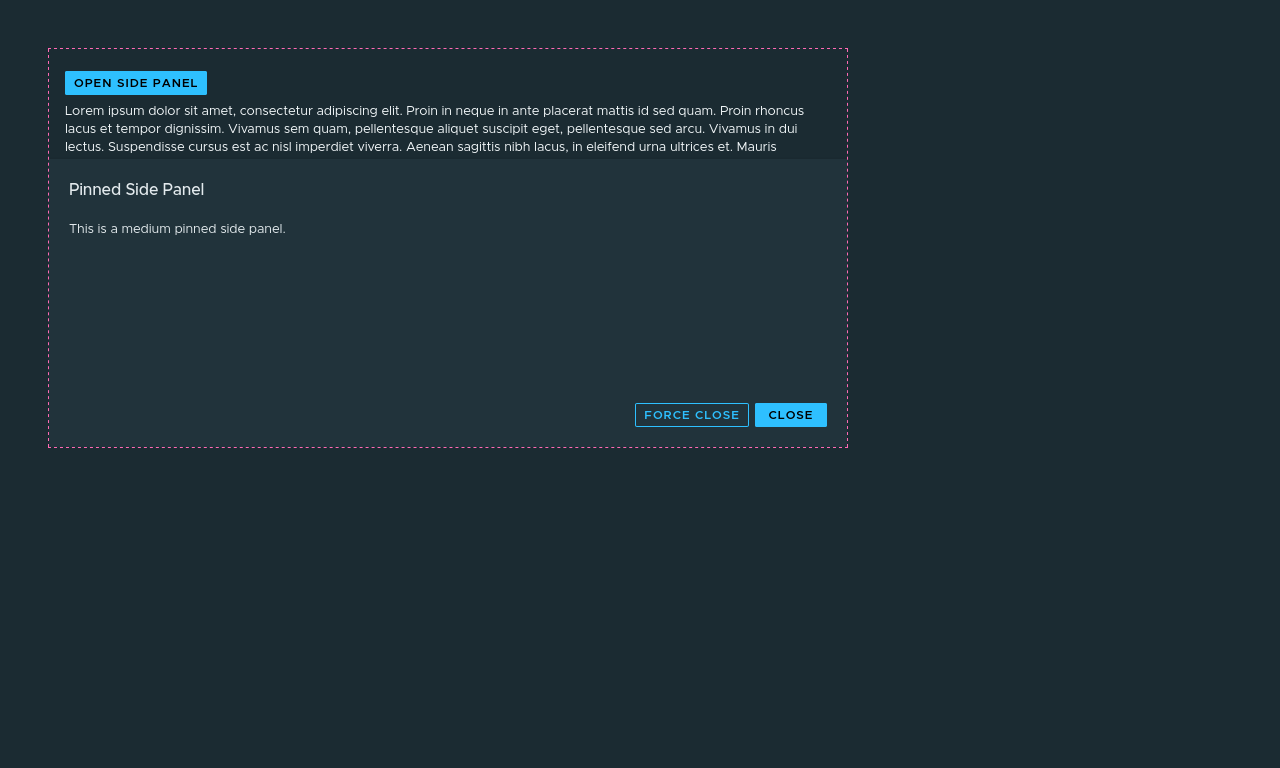 OPEN SIDE PANEL
Lorem ipsum dolor sit amet, consectetur adipiscing elit. Proin in neque in ante placerat mattis id sed quam. Proin rhoncus
lacus et tempor dignissim. Vivamus sem quam, pellentesque aliquet suscipit eget, pellentesque sed arcu. Vivamus in dui
lectus. Suspendisse cursus est ac nisl imperdiet viverra. Aenean sagittis nibh lacus, in eleifend urna ultrices et. Mauris
Pinned Side Panel
This is a medium pinned side panel.
FORCE CLOSE CLOSE